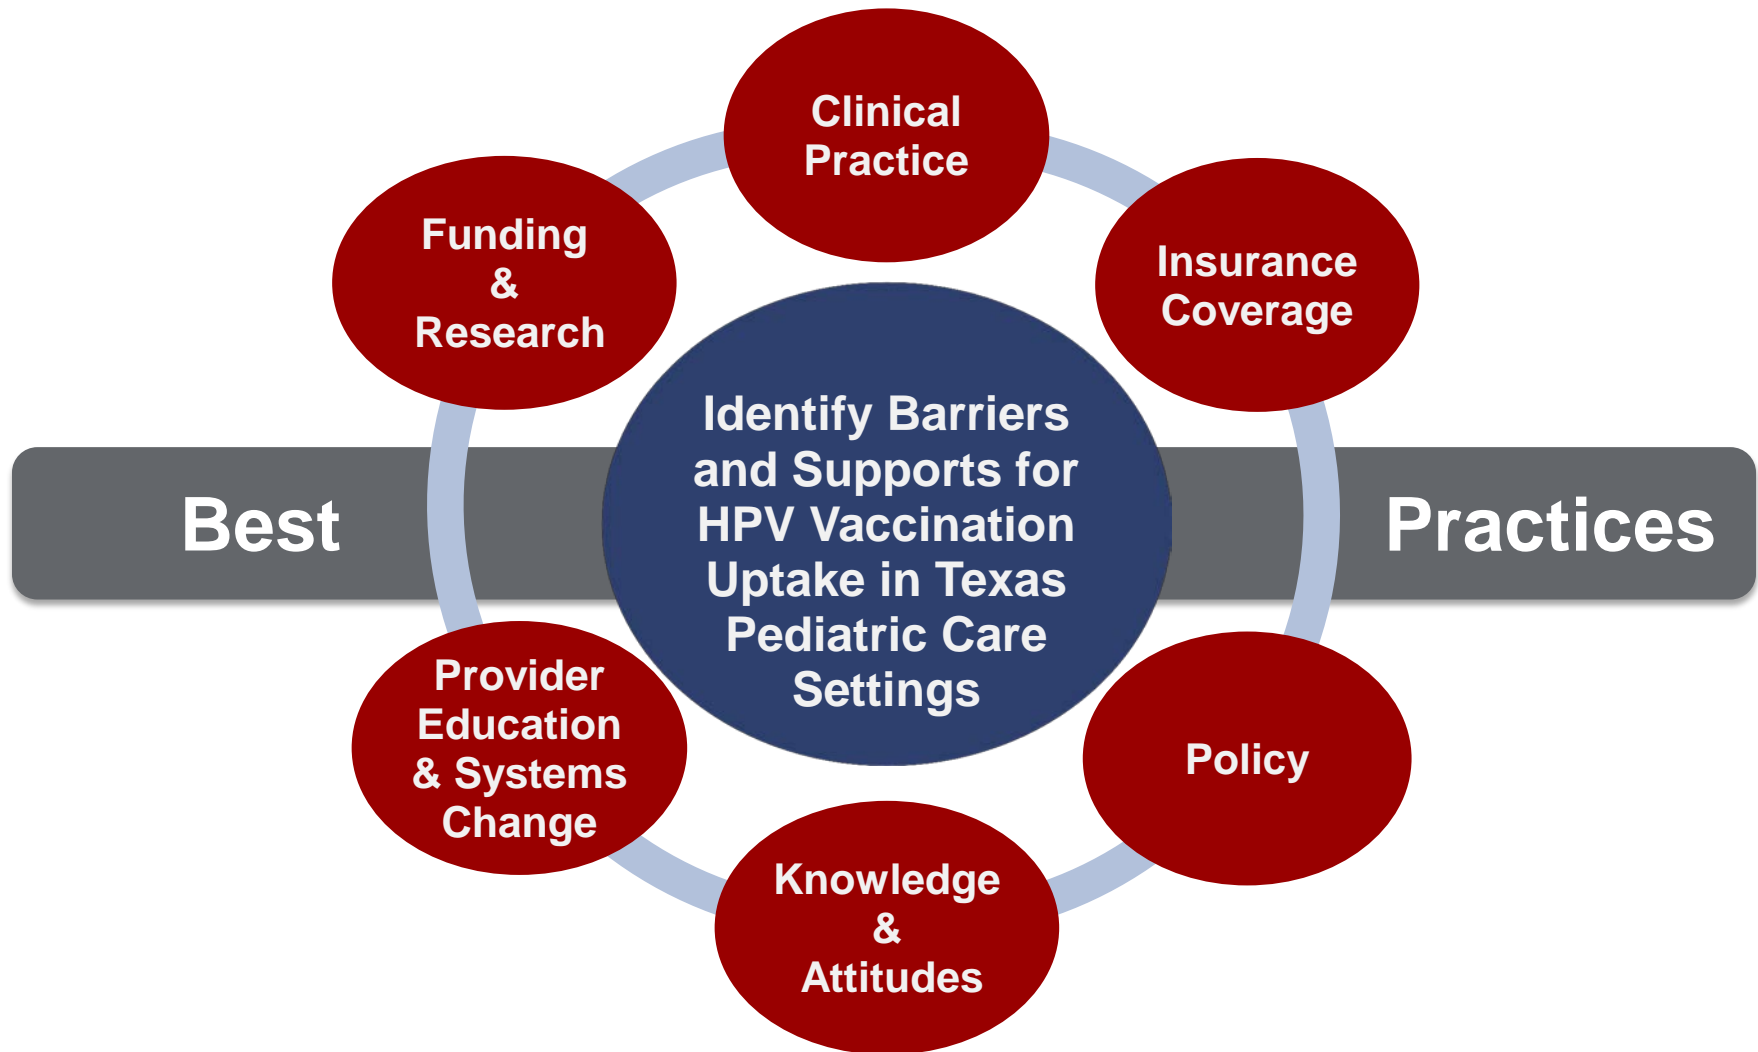 Clinical
Practice
Insurance
Coverage
Policy
Knowledge
&
Attitudes
Provider
Education
& Systems
Change
Funding
&
Research
Identify Barriers
and Supports for
HPV Vaccination
Uptake in Texas
Pediatric Care
Settings
Best
Practices